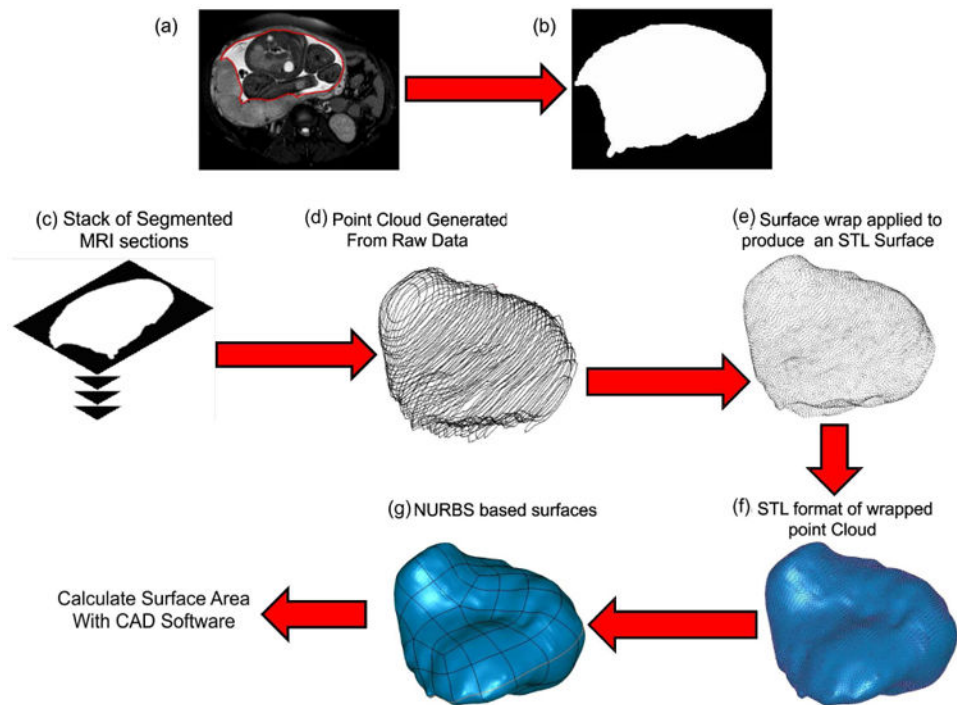 (a)
(b)
(c) Stack of Segmented
MRI sections
(d) Point Cloud Generated
From Raw Data
(e) Surface wrap applied to
produce an STL Surface
(f) STL format of wrapped
point Cloud
(g) NURBS based surfaces
Calculate Surface Area
With CAD Software